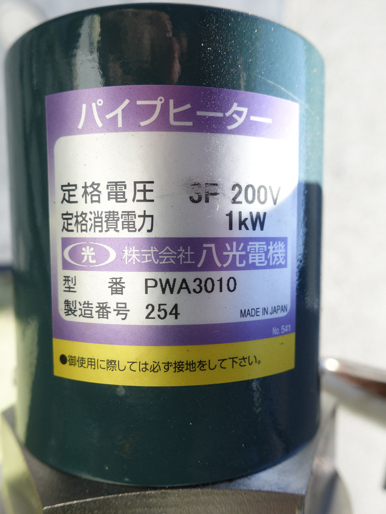 パイプヒーター
定格電圧 3P 200V
定格消費電力 1kW
光 株式会社 八光電機
型 番 PWA3010
製造番号 254
MADE IN JAPAN
No. 541
●御使用に際しては必ず接地をして下さい。